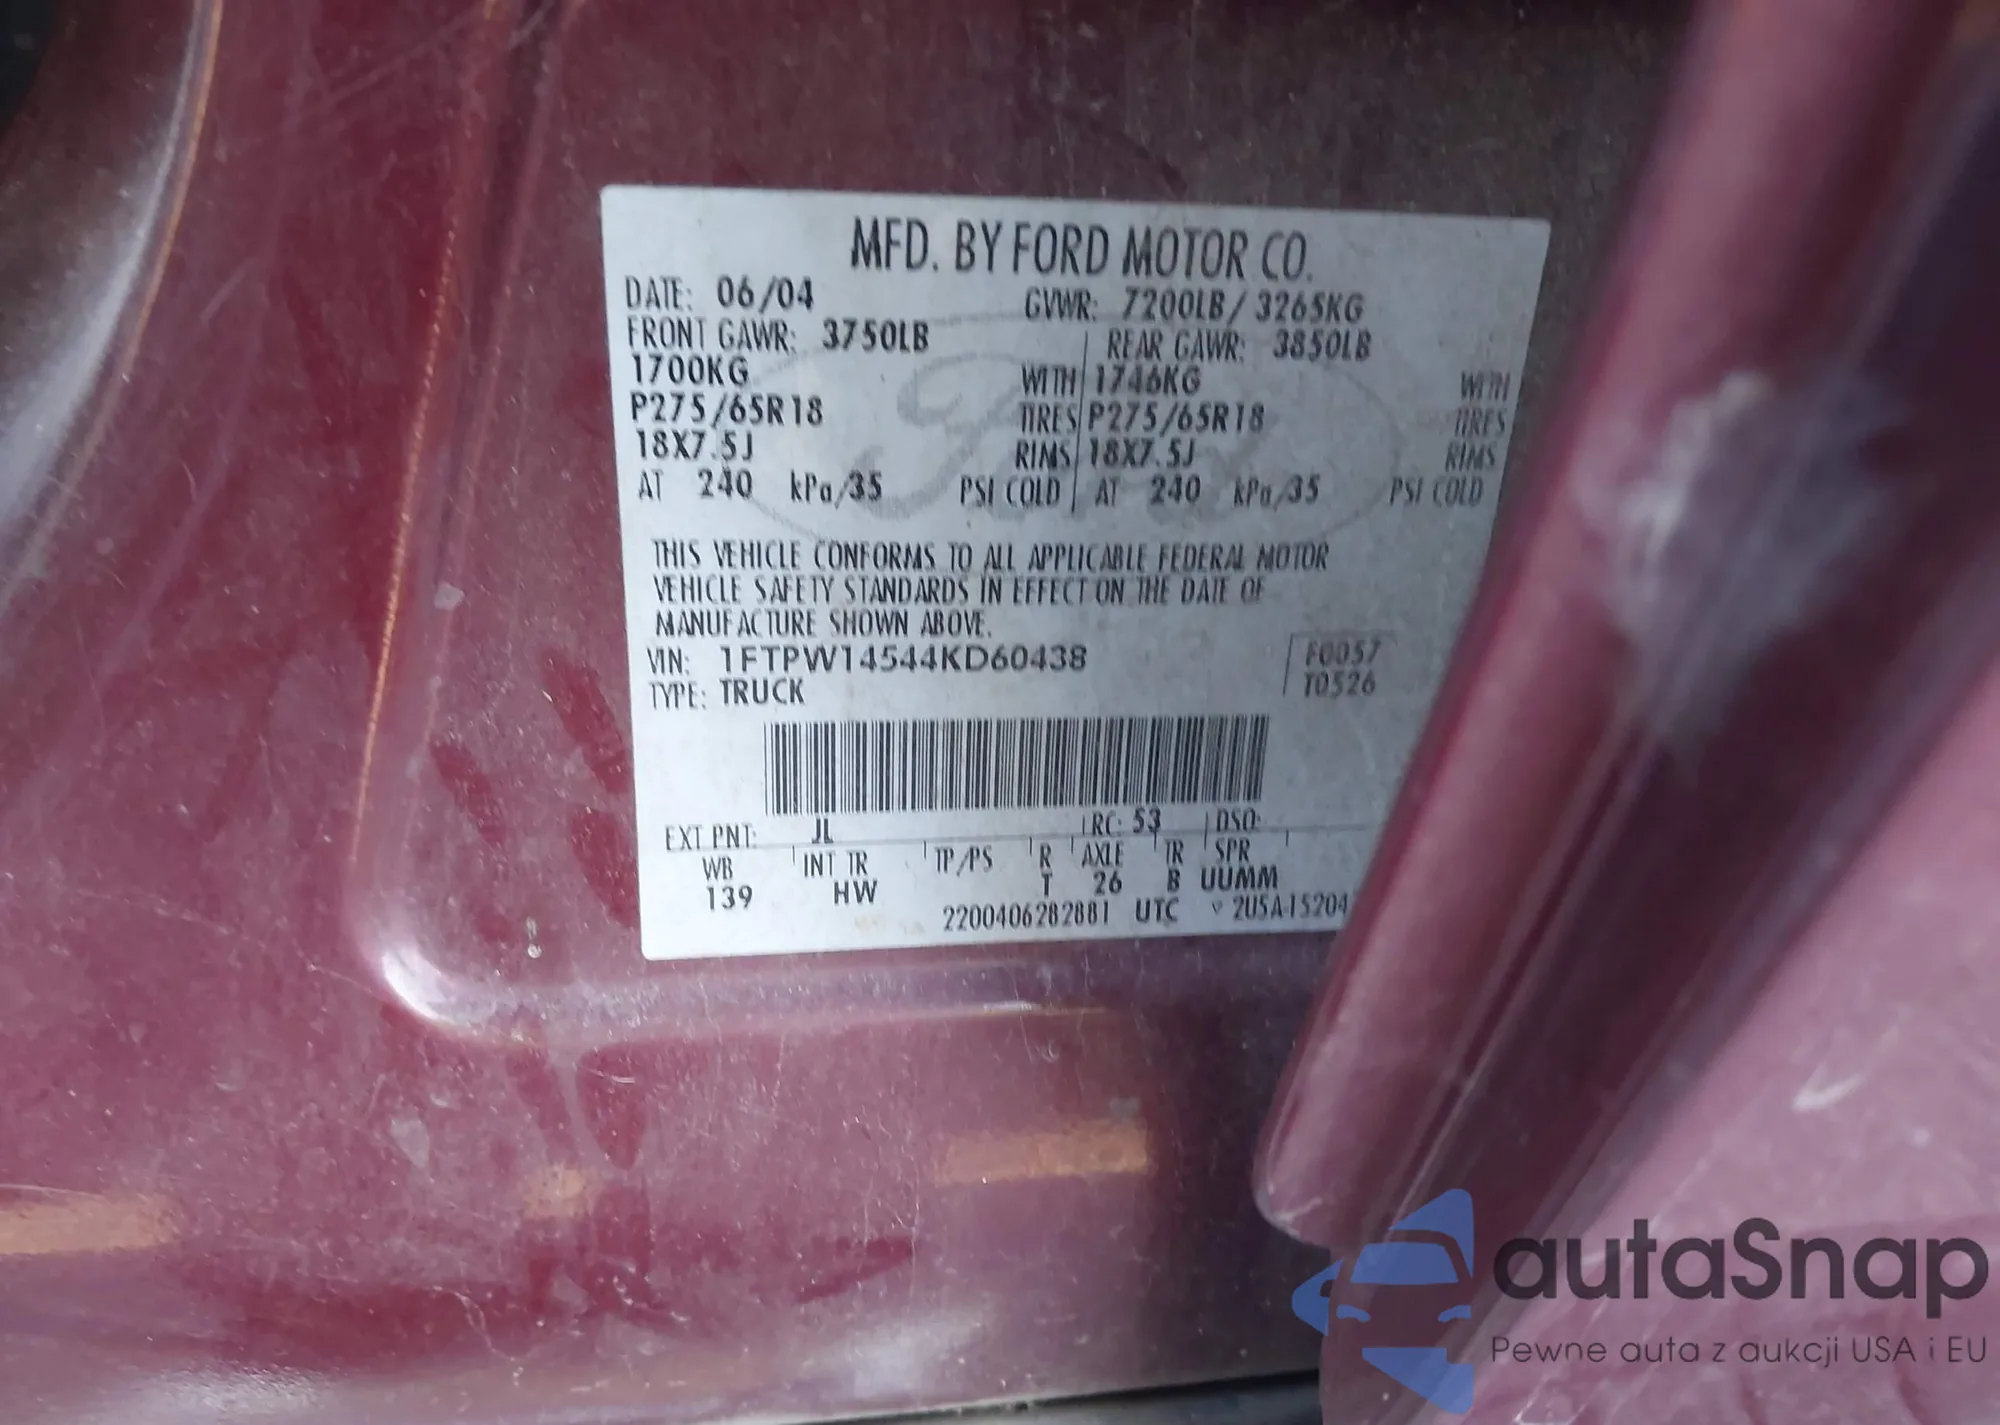 MFD. BY FORD MOTOR CO.
DATE: 06/04 GVWR: 7200LB / 3265KG
FRONT GAWR: 3750LB REAR GAWR: 3850LB
1700KG WITH 1746KG WITH
P275/65R18 TIRES P275/65R18 TIRES
18X7.5J RIMS 18X7.5J RIMS
AT 240 kPa/35 PSI COLD AT 240 kPa/35 PSI COLD
THIS VEHICLE CONFORMS TO ALL APPLICABLE FEDERAL MOTOR
VEHICLE SAFETY STANDARDS IN EFFECT ON THE DATE OF
MANUFACTURE SHOWN ABOVE.
VIN: 1FTPW14544KD60438 F0057
TYPE: TRUCK T0526
EXT PNT: JL RC: 53 DSO:
WB INT TR TP/PS R AXLE TR SPR
139 HW T 26 B UUMM
2200406282881 UTC 2U5A-15204
autaSnap
Pewne auta z aukcji USA i EU